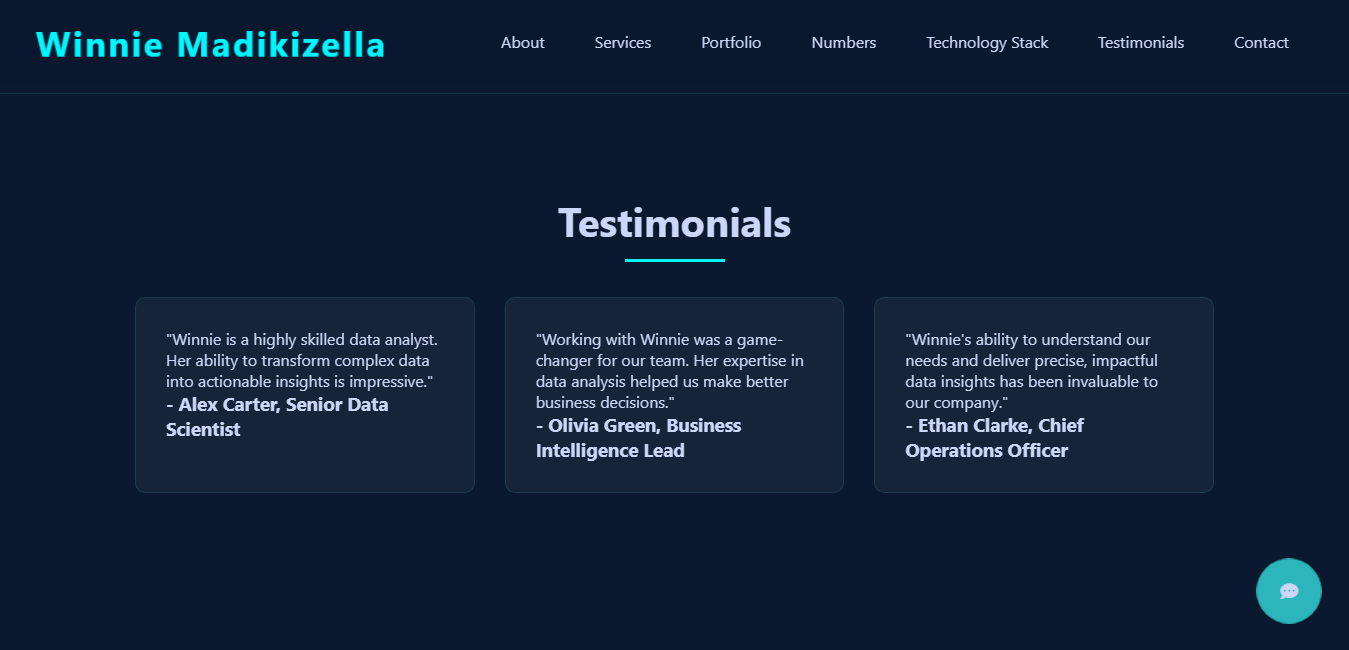 Winnie Madikizella
About
Services
Portfolio
Numbers
Technology Stack
Testimonials
Contact
Testimonials
"Winnie is a highly skilled data analyst.
Her ability to transform complex data
into actionable insights is impressive."
- Alex Carter, Senior Data
Scientist
"Working with Winnie was a game-
changer for our team. Her expertise in
data analysis helped us make better
business decisions."
- Olivia Green, Business
Intelligence Lead
"Winnie's ability to understand our
needs and deliver precise, impactful
data insights has been invaluable to
our company."
- Ethan Clarke, Chief
Operations Officer